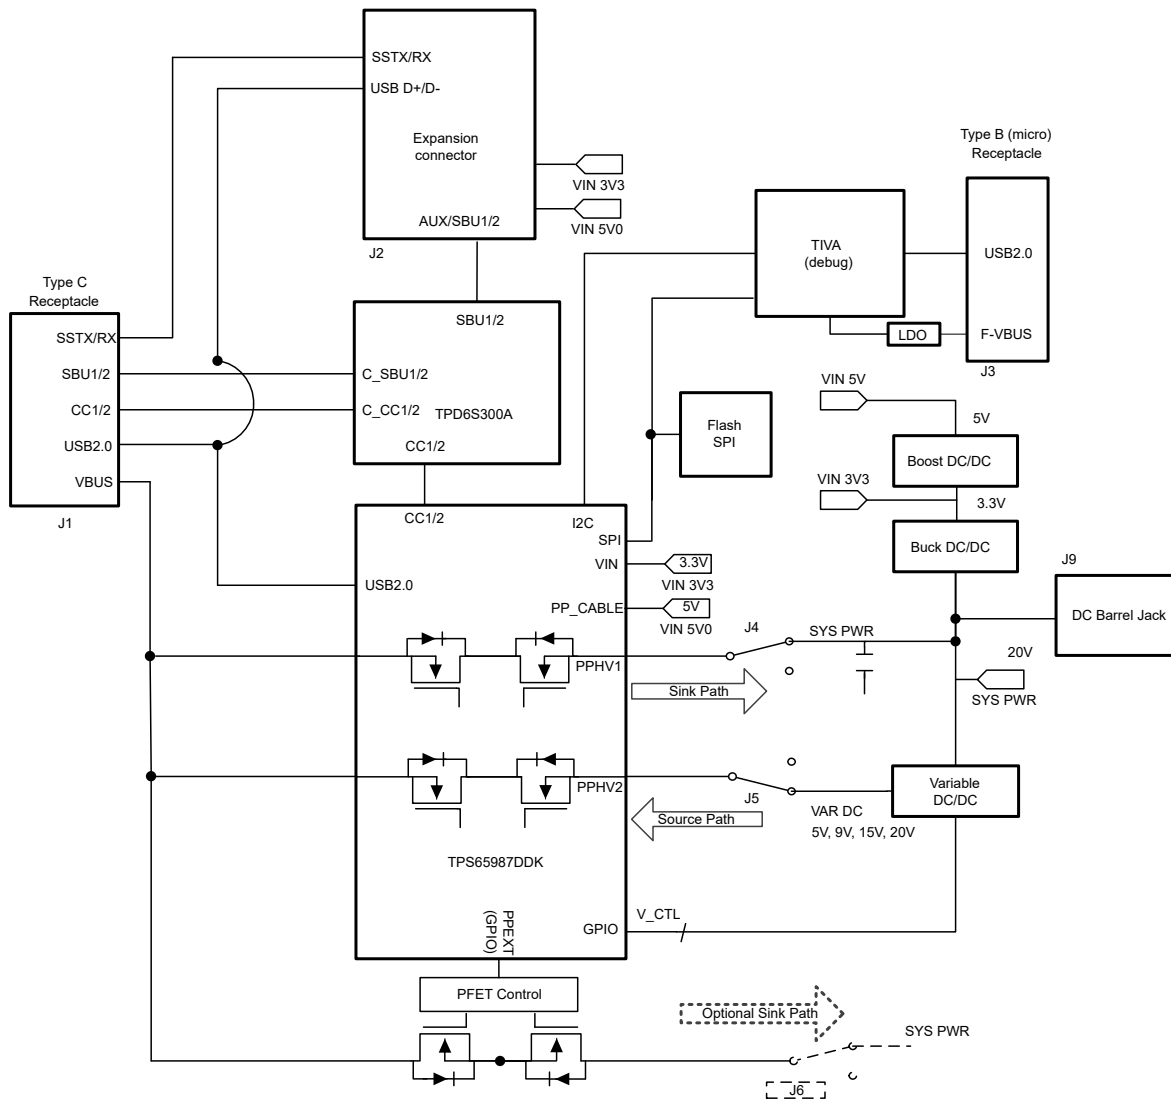 SSTX/RX
USB D+/D-
Expansion
connector
AUX/SBU1/2
J2
VIN 3V3
VIN 5V0
Type B (micro)
Receptacle
TIVA
(debug)
USB2.0
LDO
F-VBUS
J3
Type C
Receptacle
SSTX/RX
SBU1/2
CC1/2
USB2.0
VBUS
J1
SBU1/2
C_SBU1/2
C_CC1/2
TPD6S300A
CC1/2
Flash
SPI
VIN 5V
5V
Boost DC/DC
VIN 3V3
3.3V
Buck DC/DC
J9
DC Barrel Jack
CC1/2
I2C
SPI
VIN
3.3V
VIN 3V3
USB2.0
PP_CABLE
5V
VIN 5V0
J4
SYS PWR
PPHV1
Sink Path
20V
SYS PWR
PPHV2
J5
Source Path
VAR DC
5V, 9V, 15V, 20V
Variable
DC/DC
TPS65987DDK
PPEXT
(GPIO)
GPIO
V_CTL
PFET Control
Optional Sink Path
SYS PWR
J6